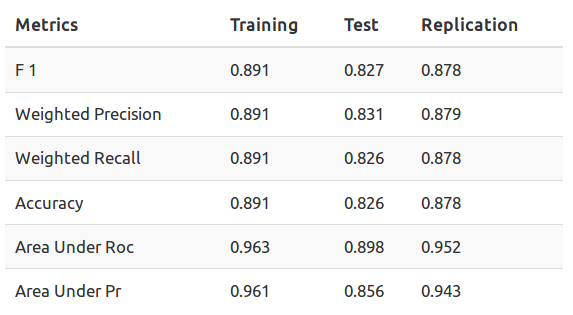 Metrics Training Test Replication
F 1 0.891 0.827 0.878
Weighted Precision 0.891 0.831 0.879
Weighted Recall 0.891 0.826 0.878
Accuracy 0.891 0.826 0.878
Area Under Roc 0.963 0.898 0.952
Area Under Pr 0.961 0.856 0.943